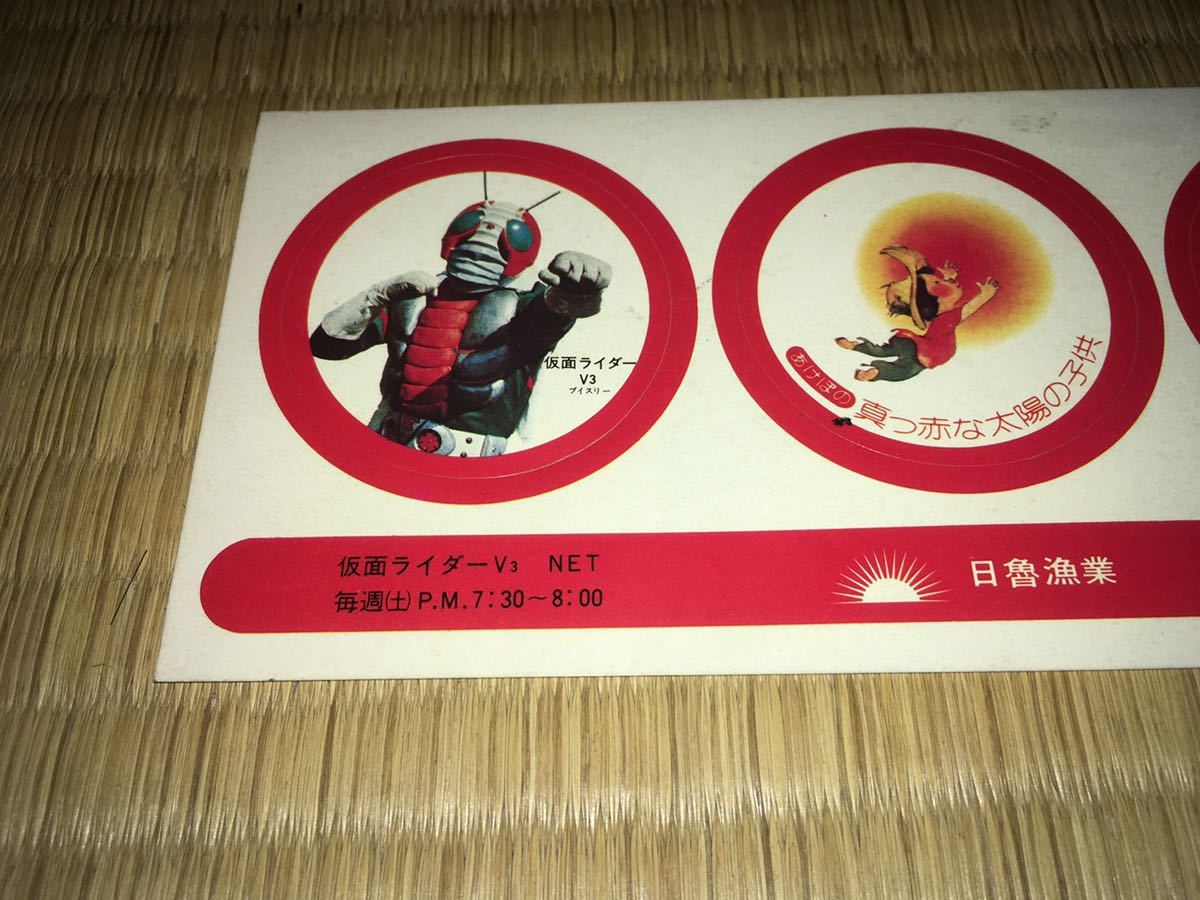 仮面ライダー
V3
ブイスリー
あけぼの
真っ赤な太陽の子供
仮面ライダーV3 NET
毎週(土)P.M.7:30～8:00
日魯漁業